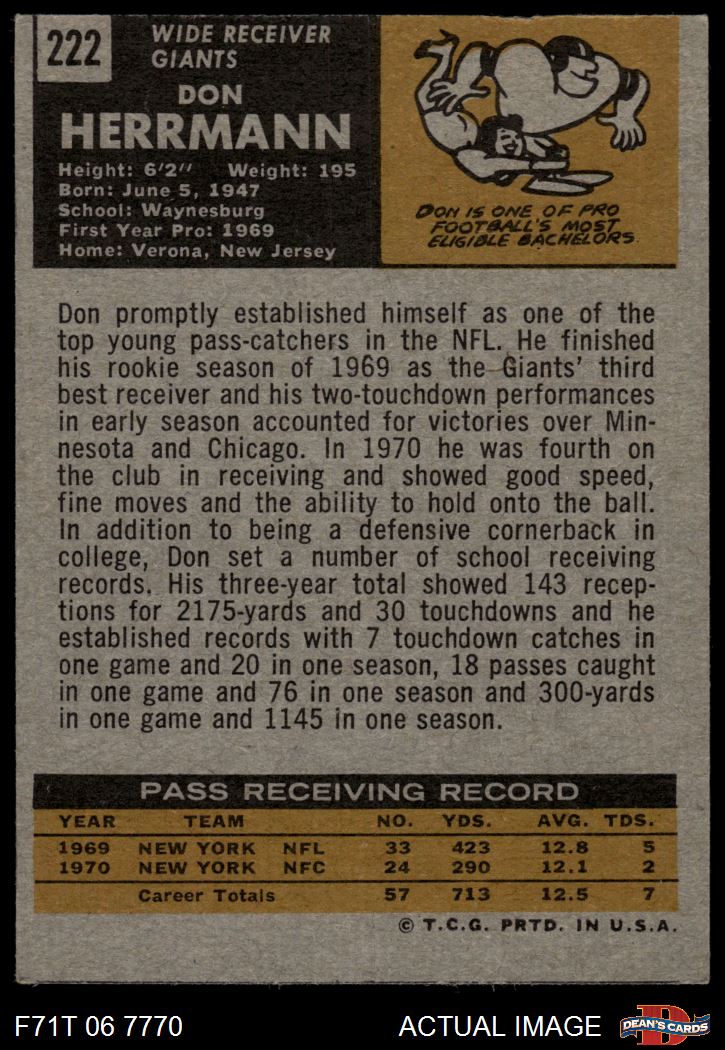 222
WIDE RECEIVER
GIANTS
DON
HERRMANN
Height: 6'2" Weight: 195
Born: June 5, 1947
School: Waynesburg
First Year Pro: 1969
Home: Verona, New Jersey
DON IS ONE OF PRO
FOOTBALL'S MOST
ELIGIBLE BACHELORS.
Don promptly established himself as one of the
top young pass-catchers in the NFL. He finished
his rookie season of 1969 as the Giants' third
best receiver and his two-touchdown performances
in early season accounted for victories over Min-
nesota and Chicago. In 1970 he was fourth on
the club in receiving and showed good speed,
fine moves and the ability to hold onto the ball.
In addition to being a defensive cornerback in
college, Don set a number of school receiving
records. His three-year total showed 143 recep-
tions for 2175-yards and 30 touchdowns and he
established records with 7 touchdown catches in
one game and 20 in one season, 18 passes caught
in one game and 76 in one season and 300-yards
in one game and 1145 in one season.
PASS RECEIVING RECORD
YEAR TEAM NO. YDS. AVG. TDS.
1969 NEW YORK NFL 33 423 12.8 5
1970 NEW YORK NFC 24 290 12.1 2
Career Totals 57 713 12.5 7
© T.C.G. PRTD. IN U.S.A.
F71T 06 7770 ACTUAL IMAGE D DEAN'S CARDS